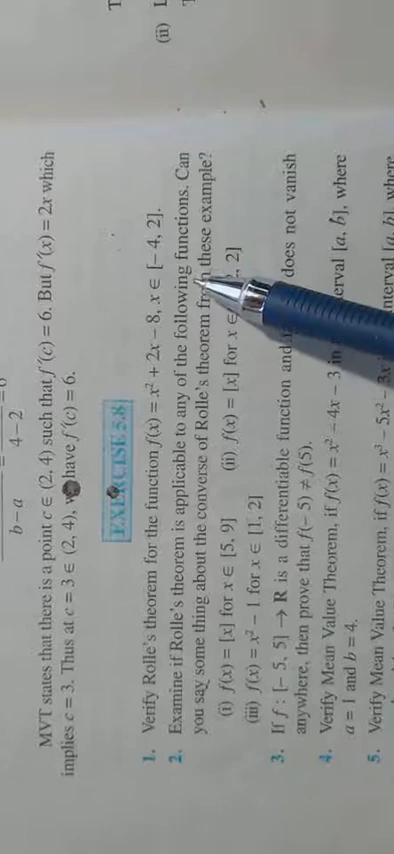 b – a
4 – 2
MVT states that there is a point c ∈ (2, 4) such that f′(c) = 6. But f′(x) = 2x which
implies c = 3. Thus at c = 3 ∈ (2, 4), have f′(c) = 6.
EXERCISE 5.8
1. Verify Rolle's theorem for the function f(x) = x² + 2x – 8, x ∈ [– 4, 2].
2. Examine if Rolle's theorem is applicable to any of the following functions. Can
you say some thing about the converse of Rolle's theorem from these example?
(i) f(x) = [x] for x ∈ [5, 9] (ii) f(x) = [x] for x ∈ 2]
(iii) f(x) = x² – 1 for x ∈ [1, 2]
3. If f : [– 5, 5] → R is a differentiable function and does not vanish
anywhere, then prove that f(– 5) ≠ f(5).
4. Verify Mean Value Theorem, if f(x) = x² – 4x – 3 in [a, b], where
a = 1 and b = 4.
5. Verify Mean Value Theorem, if f(x) = x³ – 5x² – 3x [a, b], where
(ii)